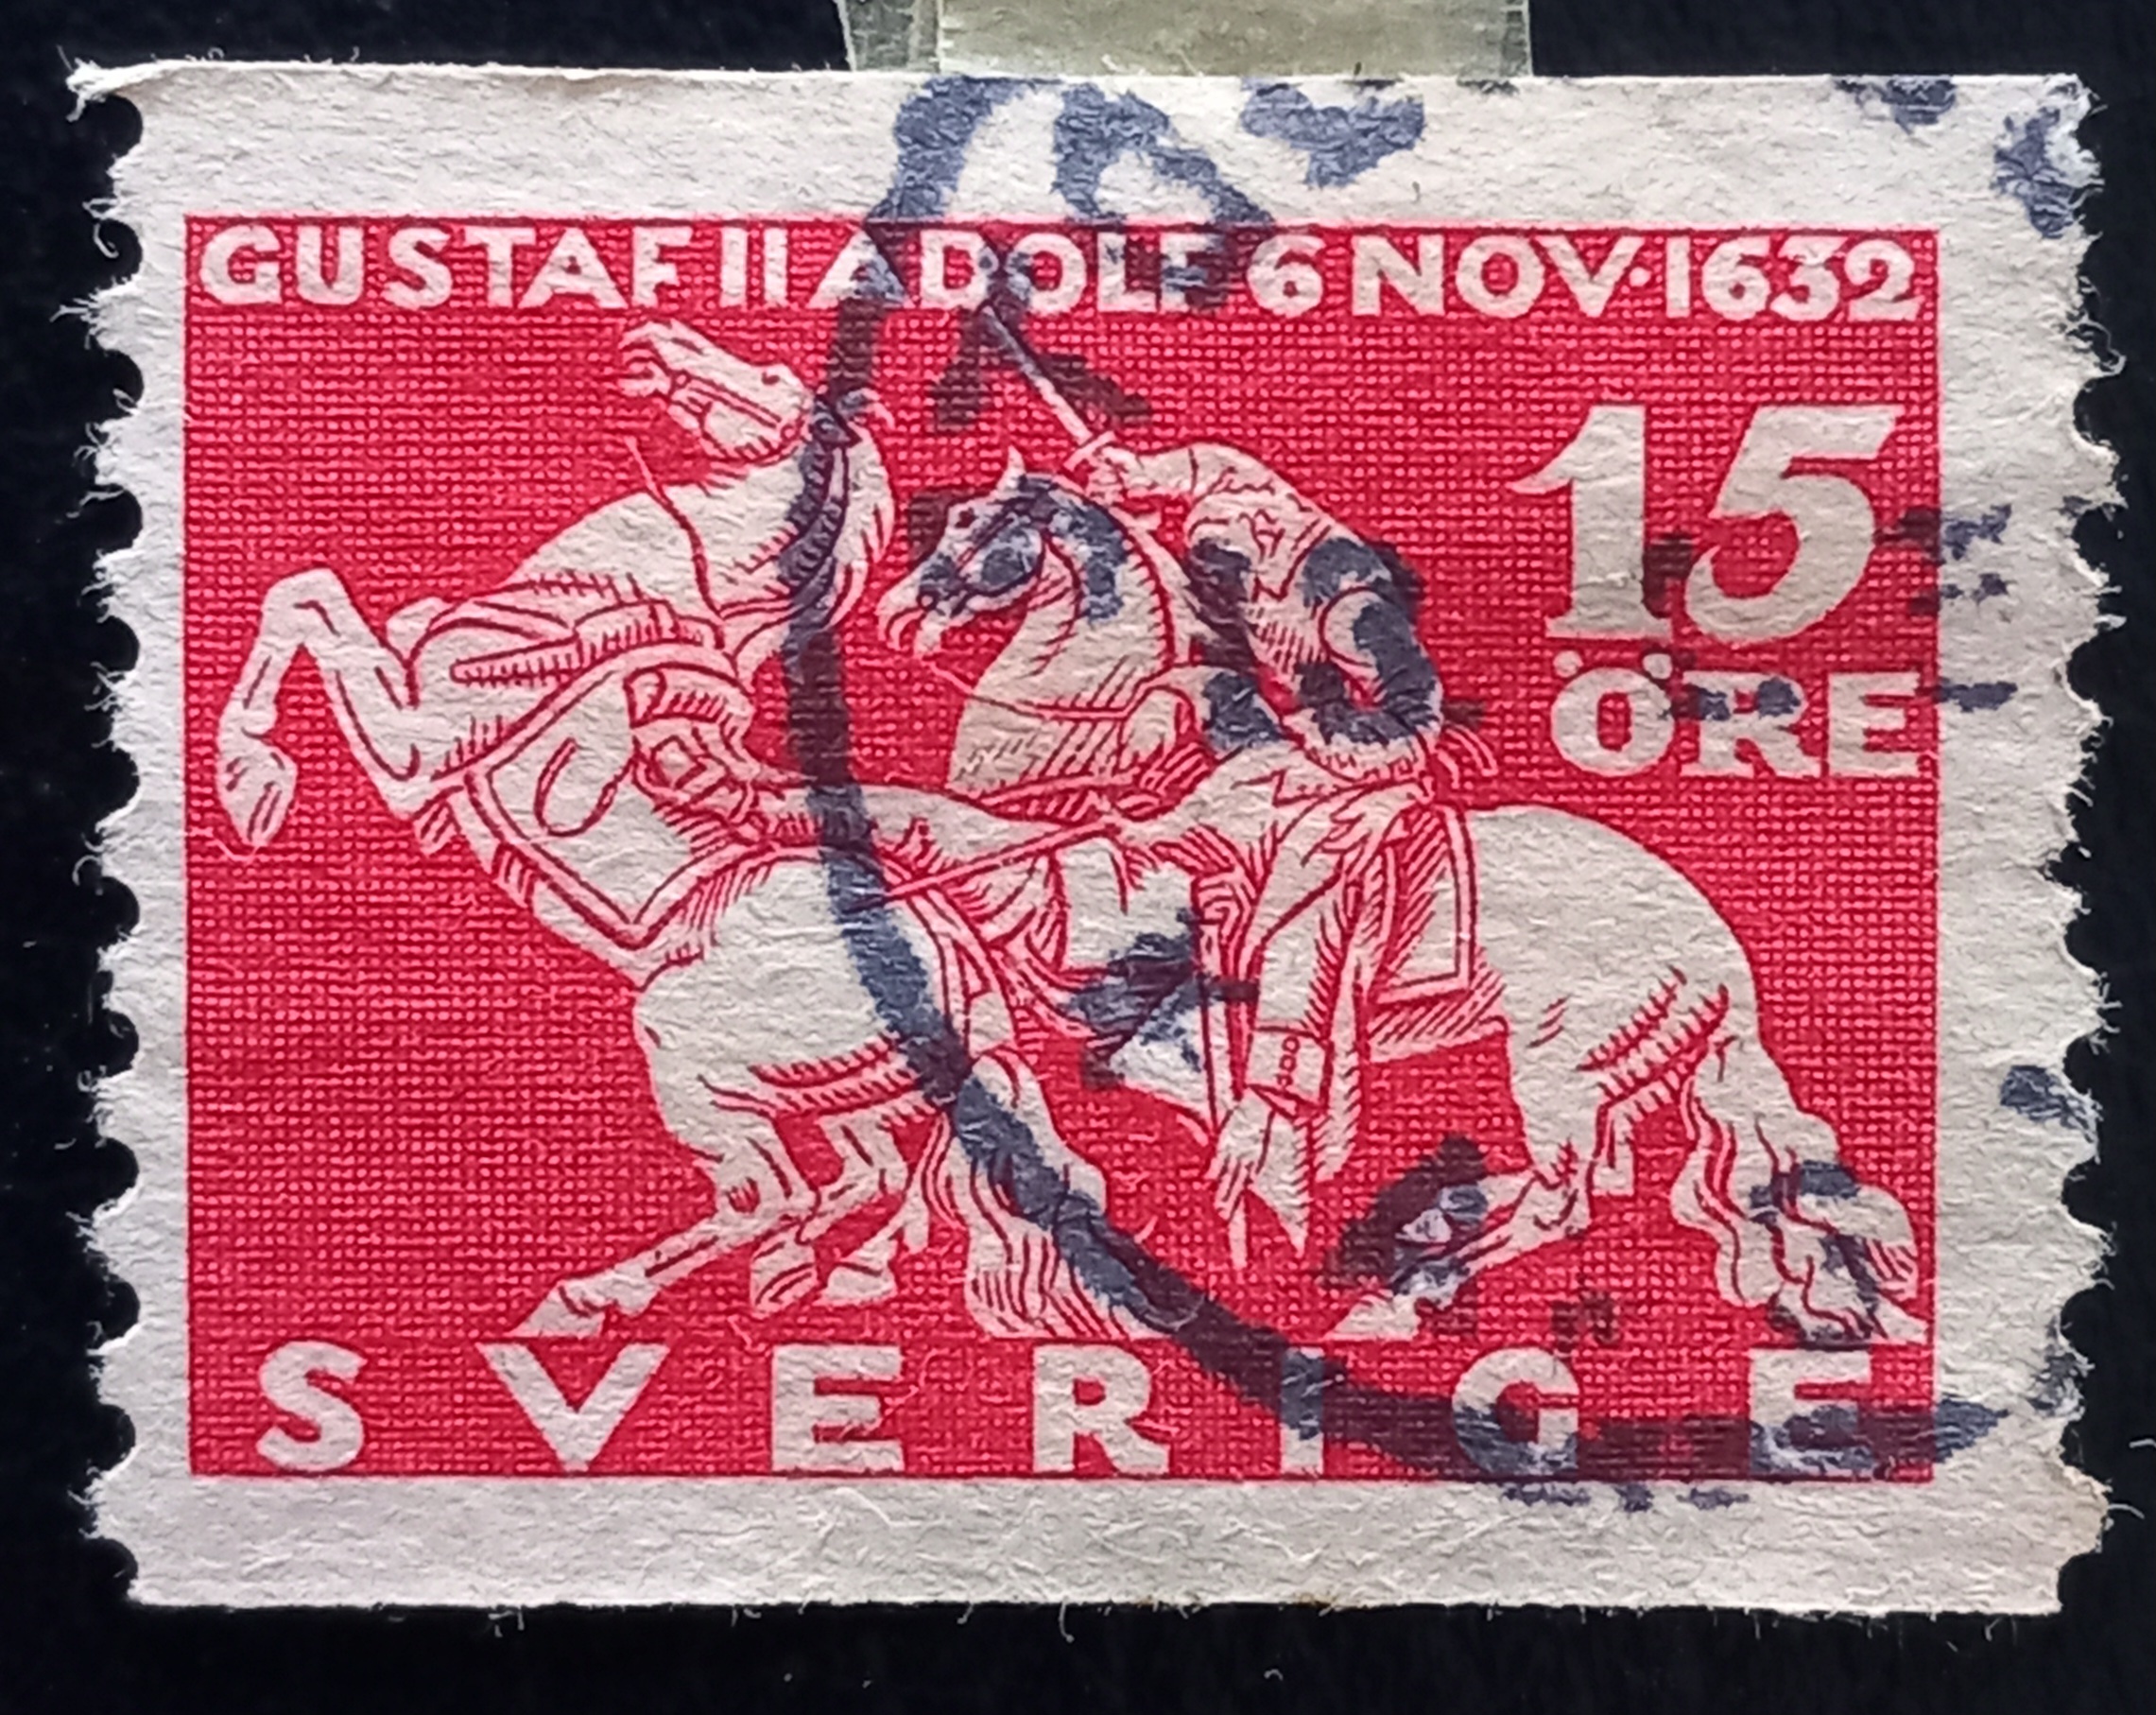 GUSTAF II ADOLF 6 NOV·1632
15
ÖRE
SVERIGE